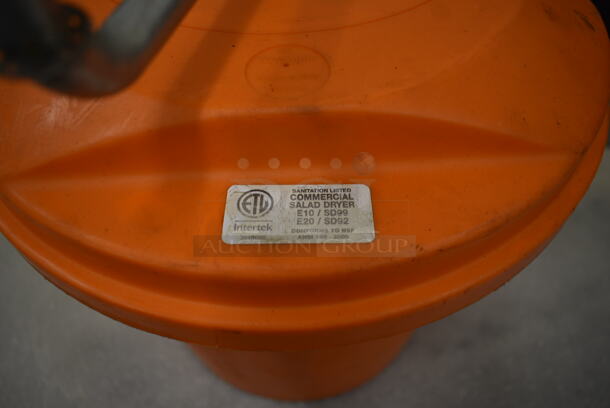 ETL
Intertek
SANITATION LISTED
COMMERCIAL
SALAD DRYER
E10 / SD99
E20 / SD92
CONFORMS TO NSF
AUCTION GROUP